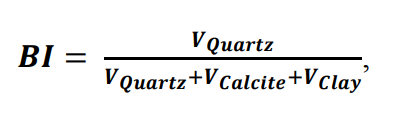 BI = V_Quartz / V_Quartz+V_Calcite+V_Clay,